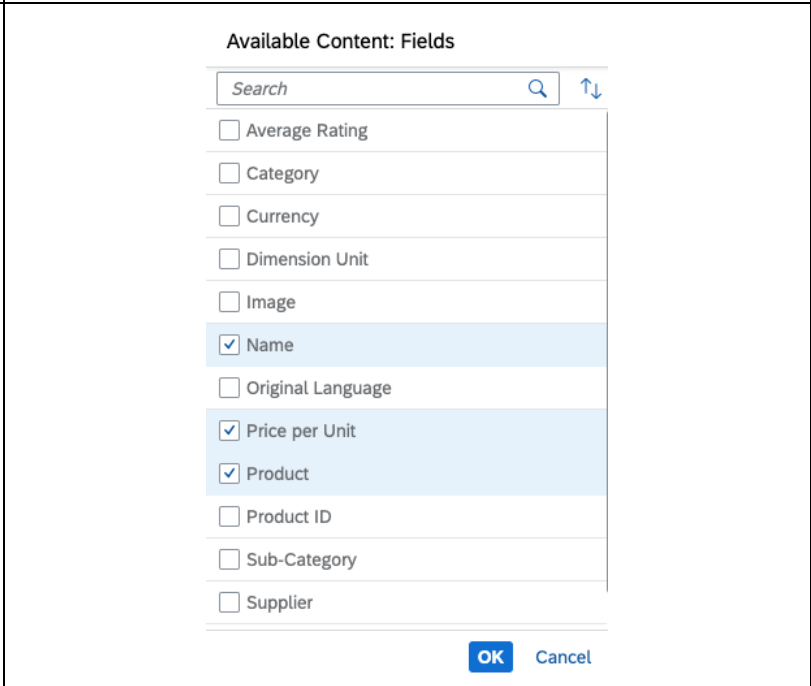 Available Content: Fields
Search
Average Rating
Category
Currency
Dimension Unit
Image
Name
Original Language
Price per Unit
Product
Product ID
Sub-Category
Supplier
OK Cancel